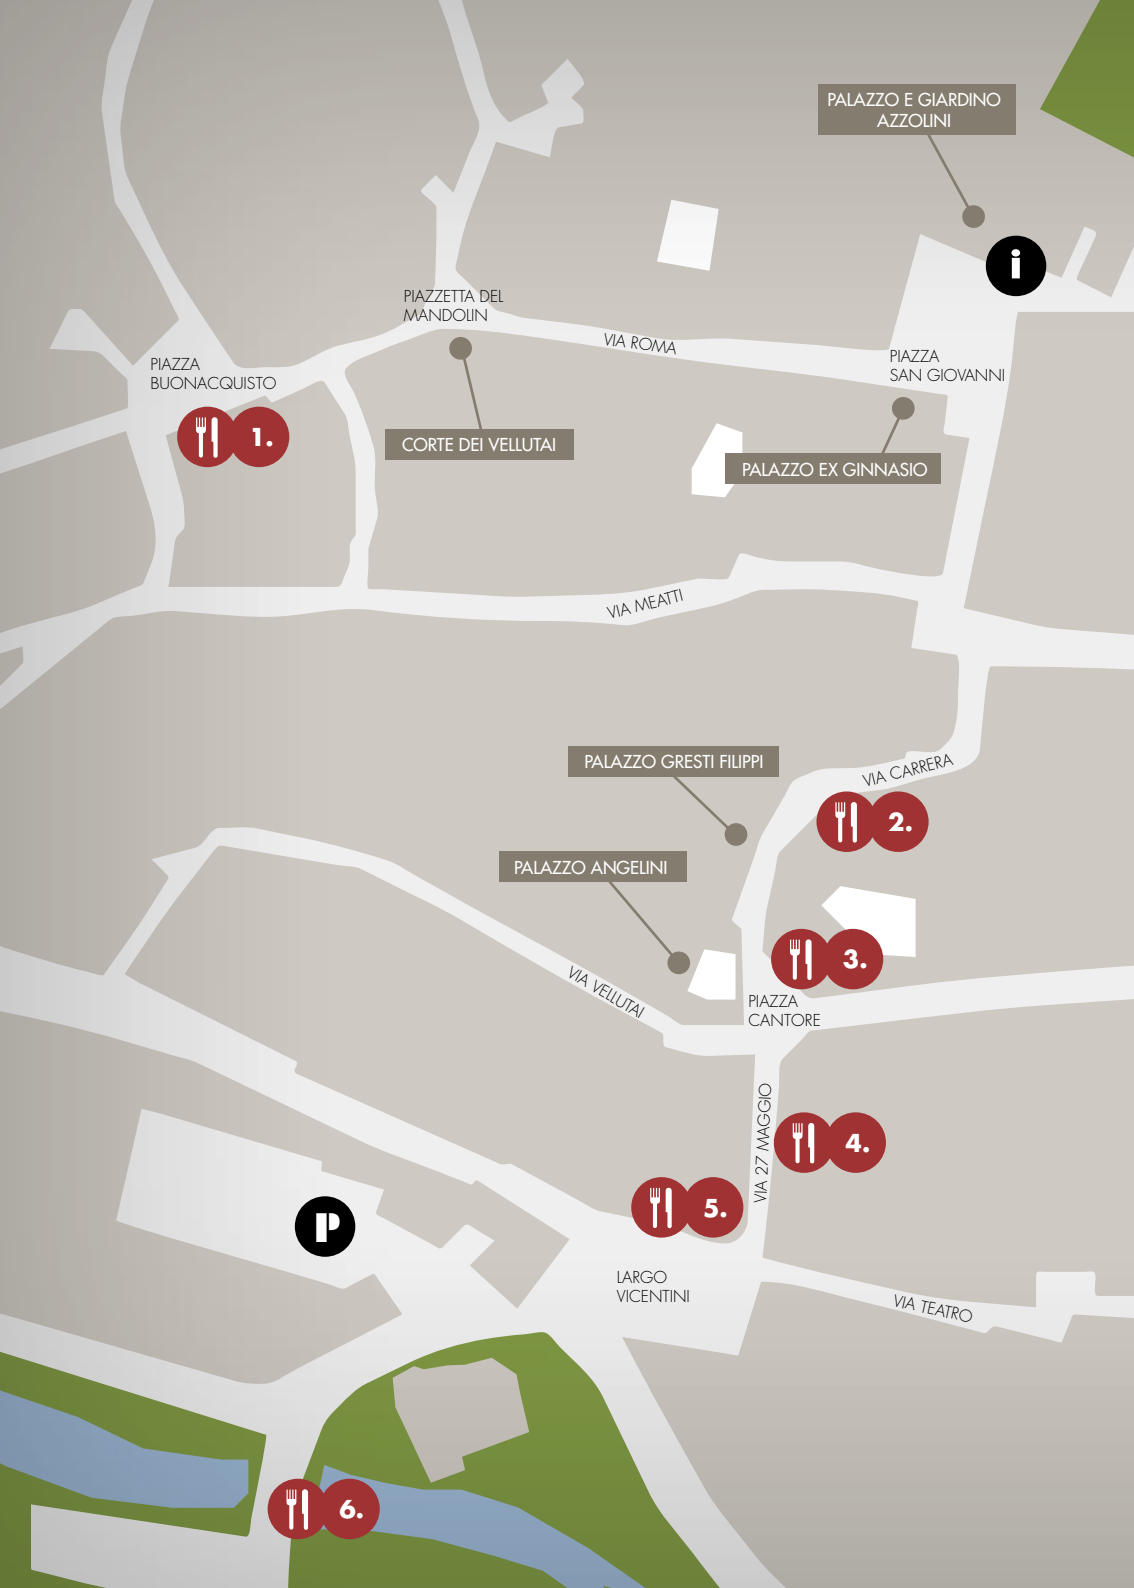 PALAZZO E GIARDINO
AZZOLINI
i
PIAZZETTA DEL
MANDOLIN
VIA ROMA
PIAZZA
SAN GIOVANNI
PIAZZA
BUONACQUISTO
1.
CORTE DEI VELLUTAI
PALAZZO EX GINNASIO
VIA MEATTI
PALAZZO GRESTI FILIPPI
VIA CARRERA
2.
PALAZZO ANGELINI
3.
VIA VELLUTAI
PIAZZA
CANTORE
VIA 27 MAGGIO
4.
5.
P
LARGO
VICENTINI
VIA TEATRO
6.